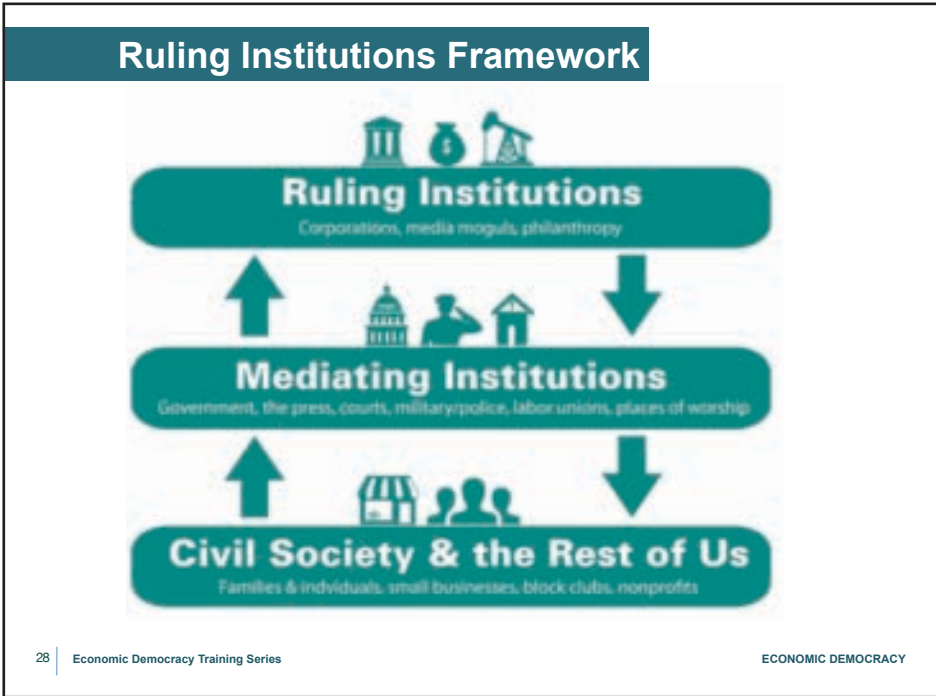 Ruling Institutions Framework
$
Ruling Institutions
Corporations, media moguls, philanthropy
Mediating Institutions
Government, the press, courts, military/police, labor unions, places of worship
Civil Society & the Rest of Us
Families & indviduals, small businesses, block clubs, nonprofits
28 Economic Democracy Training Series ECONOMIC DEMOCRACY